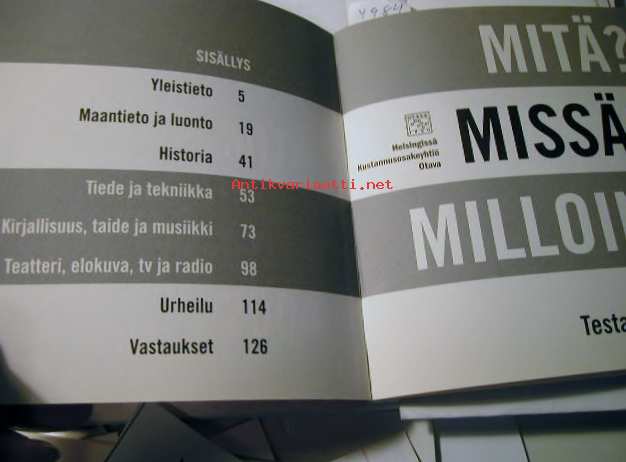 SISÄLLYS
Yleistieto 5
Maantieto ja luonto 19
Historia 41
Tiede ja tekniikka 53
Kirjallisuus, taide ja musiikki 73
Teatteri, elokuva, tv ja radio 98
Urheilu 114
Vastaukset 126
MITÄ?
MISSÄ
MILLOIN
Helsingissä
Kustannusosakeyhtiö
Otava
Testa
Antikvariaatti.net